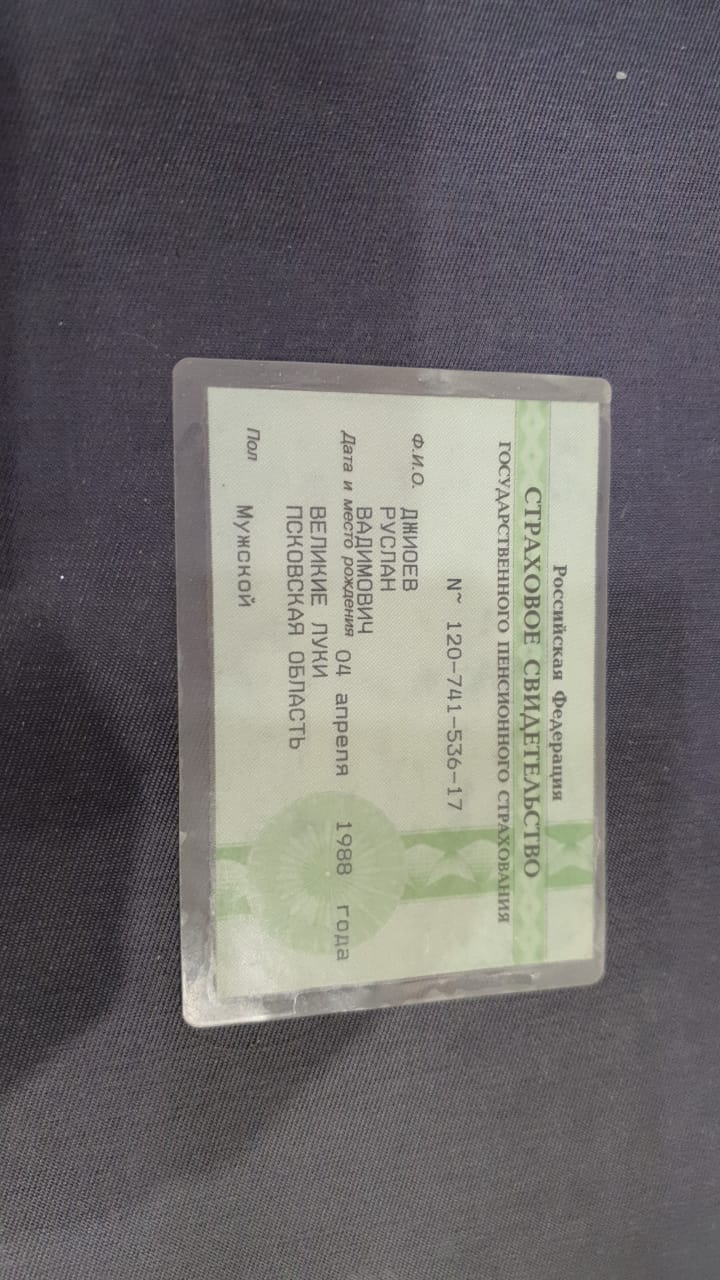 Российская Федерация
СТРАХОВОЕ СВИДЕТЕЛЬСТВО
ГОСУДАРСТВЕННОГО ПЕНСИОННОГО СТРАХОВАНИЯ
N~ 120-741-536-17
Ф.И.О. ДЖИОЕВ
РУСЛАН
ВАДИМОВИЧ
Дата и место рождения 04 апреля 1988 года
ВЕЛИКИЕ ЛУКИ
ПСКОВСКАЯ ОБЛАСТЬ
Пол Мужской